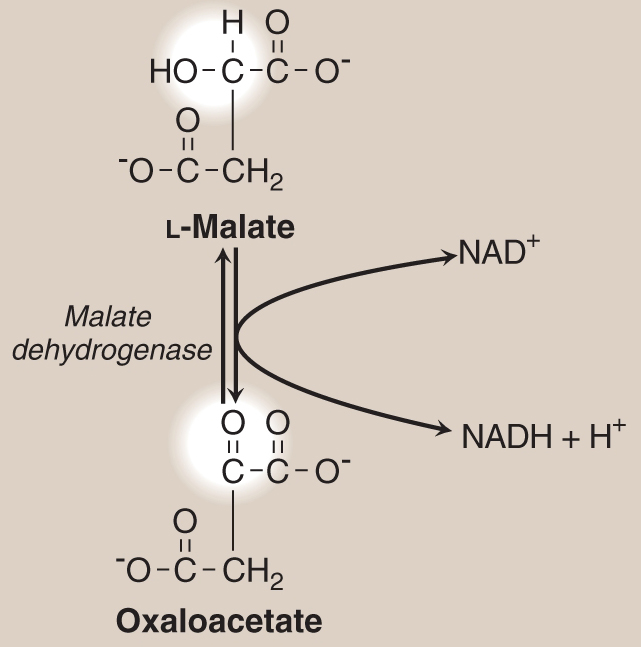 H O
HO–C–C–O⁻
O
⁻O–C–CH₂
L-Malate
NAD⁺
Malate
dehydrogenase
O O
NADH + H⁺
C–C–O⁻
O
⁻O–C–CH₂
Oxaloacetate